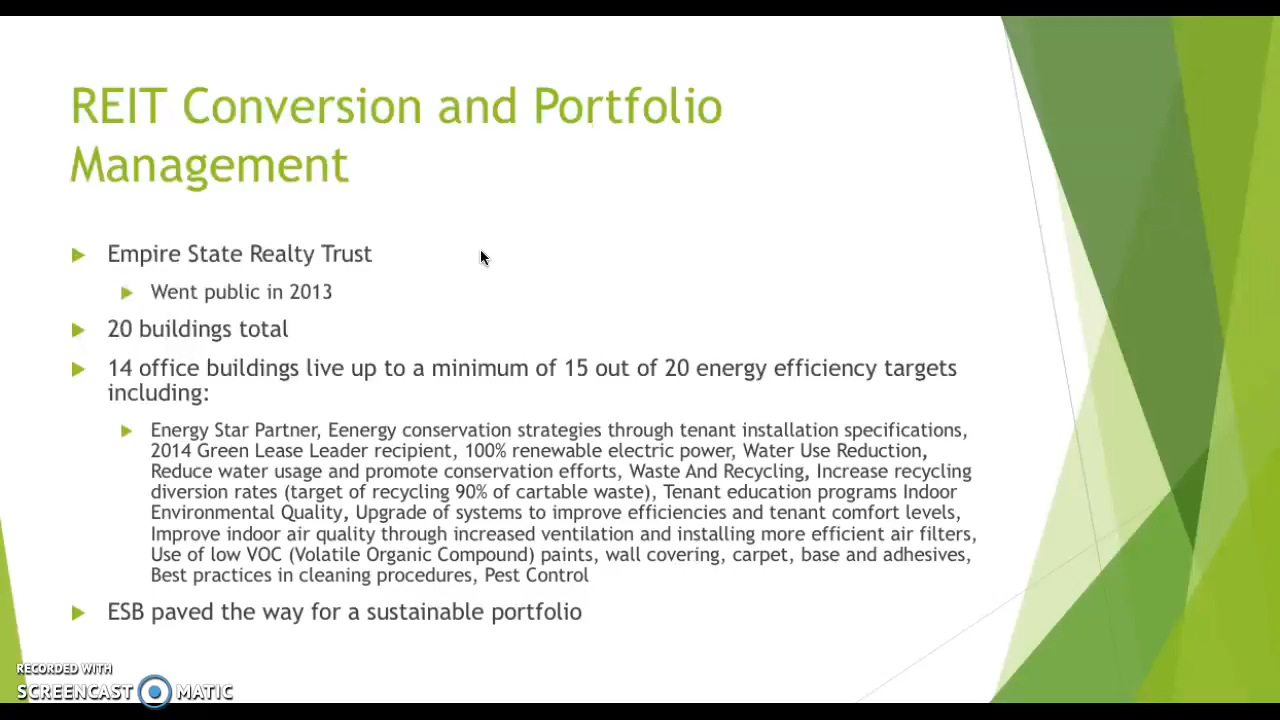 REIT Conversion and Portfolio
Management
Empire State Realty Trust
Went public in 2013
20 buildings total
14 office buildings live up to a minimum of 15 out of 20 energy efficiency targets
including:
Energy Star Partner, Eenergy conservation strategies through tenant installation specifications,
2014 Green Lease Leader recipient, 100% renewable electric power, Water Use Reduction,
Reduce water usage and promote conservation efforts, Waste And Recycling, Increase recycling
diversion rates (target of recycling 90% of cartable waste), Tenant education programs Indoor
Environmental Quality, Upgrade of systems to improve efficiencies and tenant comfort levels,
Improve indoor air quality through increased ventilation and installing more efficient air filters,
Use of low VOC (Volatile Organic Compound) paints, wall covering, carpet, base and adhesives,
Best practices in cleaning procedures, Pest Control
ESB paved the way for a sustainable portfolio
RECORDED WITH
SCREENCAST MATIC